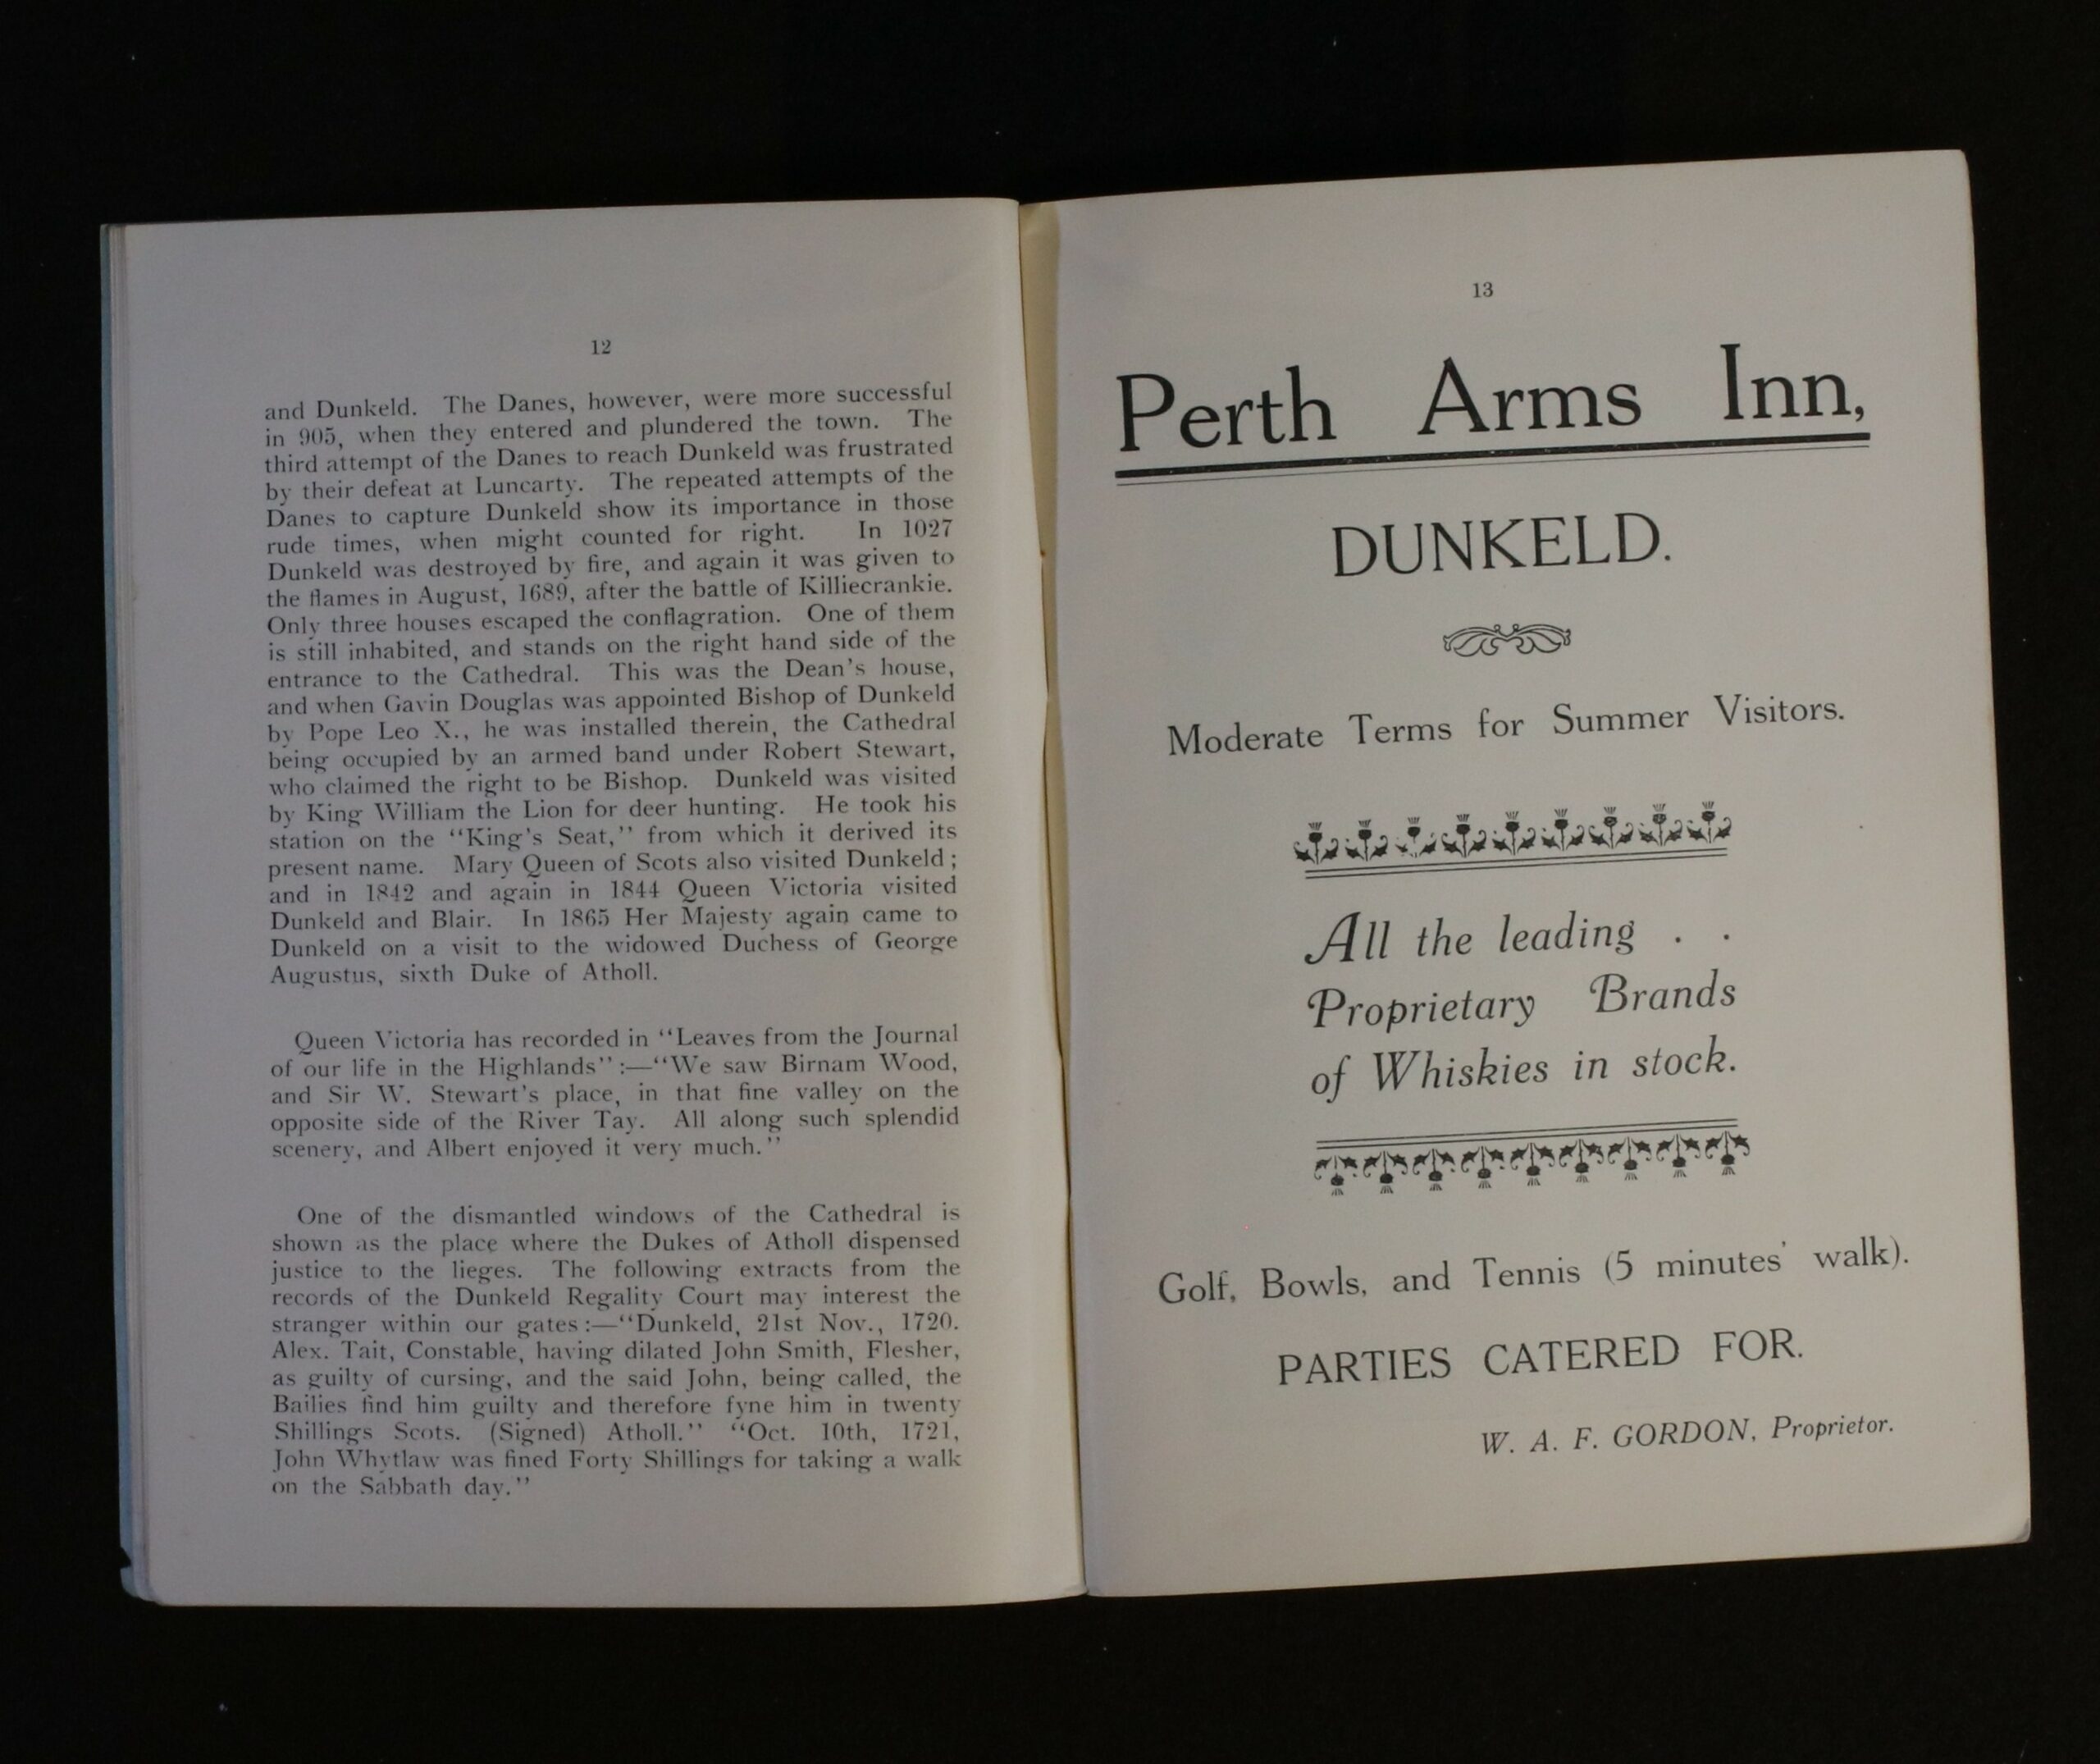 12
and Dunkeld. The Danes, however, were more successful
in 905, when they entered and plundered the town. The
third attempt of the Danes to reach Dunkeld was frustrated
by their defeat at Luncarty. The repeated attempts of the
Danes to capture Dunkeld show its importance in those
rude times, when might counted for right. In 1027
Dunkeld was destroyed by fire, and again it was given to
the flames in August, 1689, after the battle of Killiecrankie.
Only three houses escaped the conflagration. One of them
is still inhabited, and stands on the right hand side of the
entrance to the Cathedral. This was the Dean's house,
and when Gavin Douglas was appointed Bishop of Dunkeld
by Pope Leo X., he was installed therein, the Cathedral
being occupied by an armed band under Robert Stewart,
who claimed the right to be Bishop. Dunkeld was visited
by King William the Lion for deer hunting. He took his
station on the "King's Seat," from which it derived its
present name. Mary Queen of Scots also visited Dunkeld;
and in 1842 and again in 1844 Queen Victoria visited
Dunkeld and Blair. In 1865 Her Majesty again came to
Dunkeld on a visit to the widowed Duchess of George
Augustus, sixth Duke of Atholl.
Queen Victoria has recorded in "Leaves from the Journal
of our life in the Highlands":—"We saw Birnam Wood,
and Sir W. Stewart's place, in that fine valley on the
opposite side of the River Tay. All along such splendid
scenery, and Albert enjoyed it very much."
One of the dismantled windows of the Cathedral is
shown as the place where the Dukes of Atholl dispensed
justice to the lieges. The following extracts from the
records of the Dunkeld Regality Court may interest the
stranger within our gates:—"Dunkeld, 21st Nov., 1720.
Alex. Tait, Constable, having dilated John Smith, Flesher,
as guilty of cursing, and the said John, being called, the
Bailies find him guilty and therefore fyne him in twenty
Shillings Scots. (Signed) Atholl." "Oct. 10th, 1721,
John Whytlaw was fined Forty Shillings for taking a walk
on the Sabbath day."
13
Perth Arms Inn,
DUNKELD.
Moderate Terms for Summer Visitors.
All the leading . .
Proprietary Brands
of Whiskies in stock.
Golf, Bowls, and Tennis (5 minutes' walk).
PARTIES CATERED FOR.
W. A. F. GORDON, Proprietor.